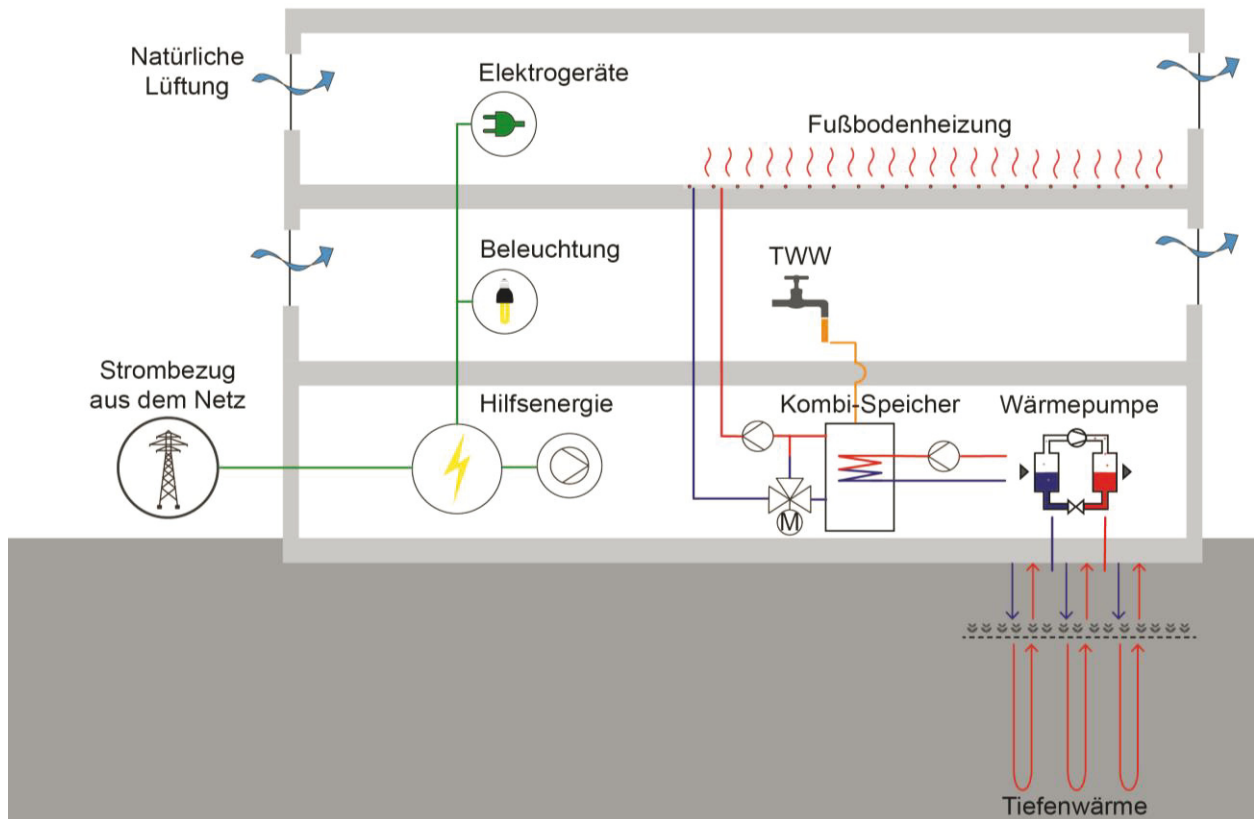 Natürliche
Lüftung
Elektrogeräte
Fußbodenheizung
Beleuchtung
TWW
Strombezug
aus dem Netz
Hilfsenergie
Kombi-Speicher
Wärmepumpe
M
Tiefenwärme